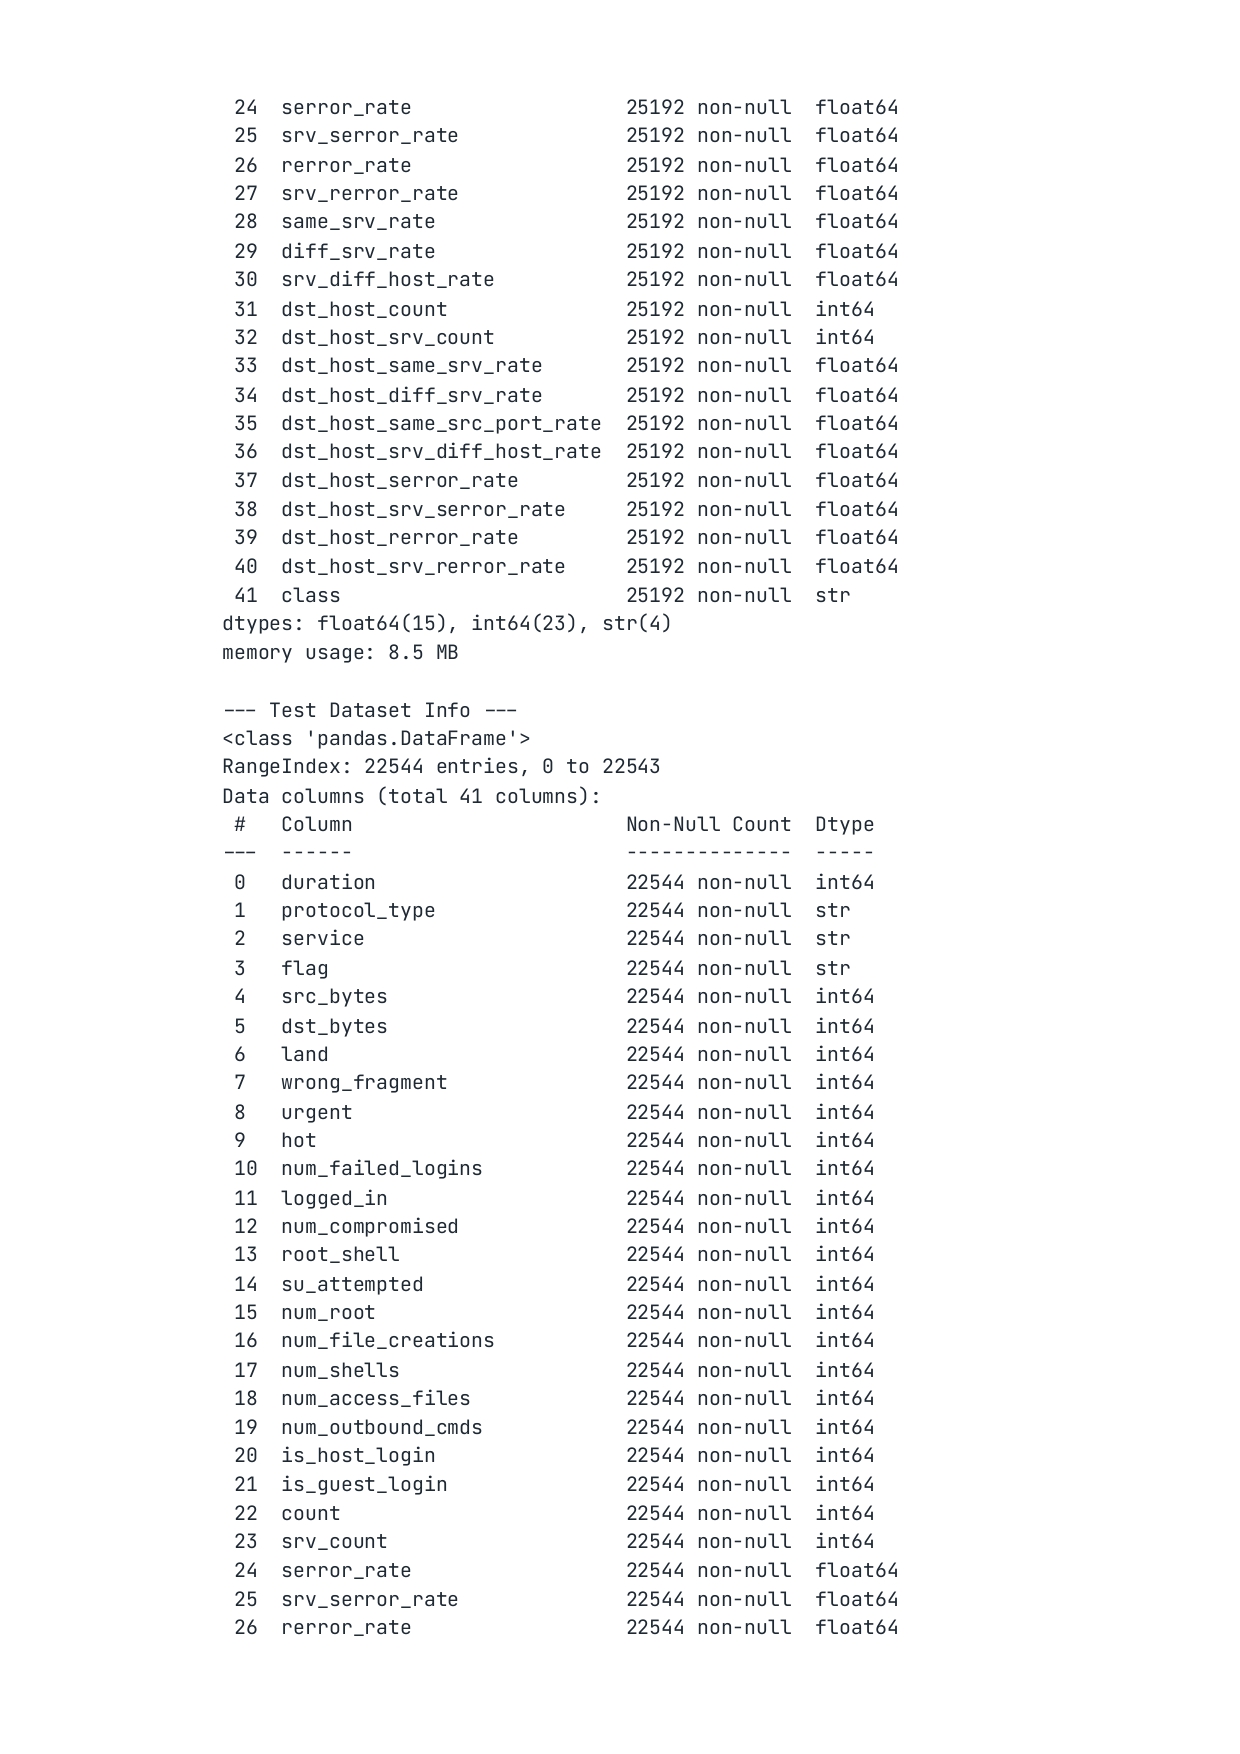 24  serror_rate                  25192 non-null  float64
25  srv_serror_rate              25192 non-null  float64
26  rerror_rate                  25192 non-null  float64
27  srv_rerror_rate              25192 non-null  float64
28  same_srv_rate                25192 non-null  float64
29  diff_srv_rate                25192 non-null  float64
30  srv_diff_host_rate           25192 non-null  float64
31  dst_host_count               25192 non-null  int64
32  dst_host_srv_count           25192 non-null  int64
33  dst_host_same_srv_rate       25192 non-null  float64
34  dst_host_diff_srv_rate       25192 non-null  float64
35  dst_host_same_src_port_rate  25192 non-null  float64
36  dst_host_srv_diff_host_rate  25192 non-null  float64
37  dst_host_serror_rate         25192 non-null  float64
38  dst_host_srv_serror_rate     25192 non-null  float64
39  dst_host_rerror_rate         25192 non-null  float64
40  dst_host_srv_rerror_rate     25192 non-null  float64
41  class                        25192 non-null  str
dtypes: float64(15), int64(23), str(4)
memory usage: 8.5 MB

--- Test Dataset Info ---
<class 'pandas.DataFrame'>
RangeIndex: 22544 entries, 0 to 22543
Data columns (total 41 columns):
 #   Column                       Non-Null Count  Dtype
---  ------                       --------------  -----
 0   duration                     22544 non-null  int64
 1   protocol_type                22544 non-null  str
 2   service                      22544 non-null  str
 3   flag                         22544 non-null  str
 4   src_bytes                    22544 non-null  int64
 5   dst_bytes                    22544 non-null  int64
 6   land                         22544 non-null  int64
 7   wrong_fragment               22544 non-null  int64
 8   urgent                       22544 non-null  int64
 9   hot                          22544 non-null  int64
 10  num_failed_logins            22544 non-null  int64
 11  logged_in                    22544 non-null  int64
 12  num_compromised              22544 non-null  int64
 13  root_shell                   22544 non-null  int64
 14  su_attempted                 22544 non-null  int64
 15  num_root                     22544 non-null  int64
 16  num_file_creations           22544 non-null  int64
 17  num_shells                   22544 non-null  int64
 18  num_access_files             22544 non-null  int64
 19  num_outbound_cmds            22544 non-null  int64
 20  is_host_login                22544 non-null  int64
 21  is_guest_login               22544 non-null  int64
 22  count                        22544 non-null  int64
 23  srv_count                    22544 non-null  int64
 24  serror_rate                  22544 non-null  float64
 25  srv_serror_rate              22544 non-null  float64
 26  rerror_rate                  22544 non-null  float64